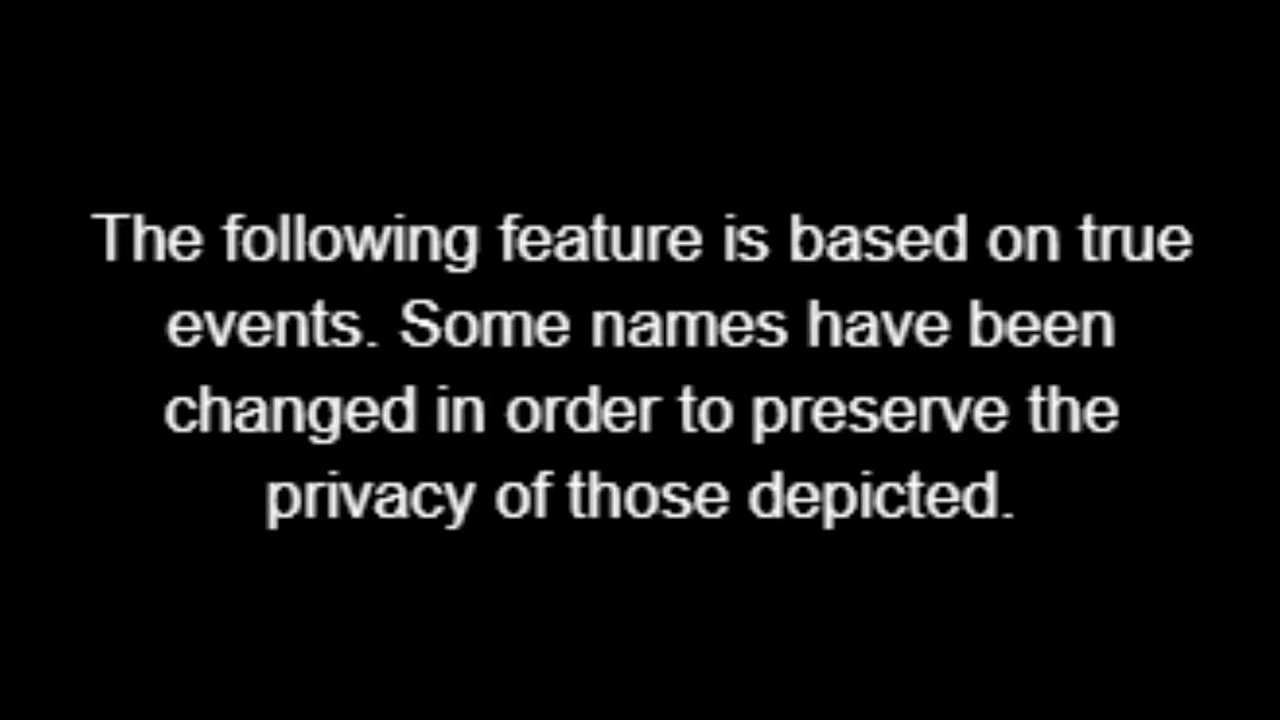 The following feature is based on true
events. Some names have been
changed in order to preserve the
privacy of those depicted.